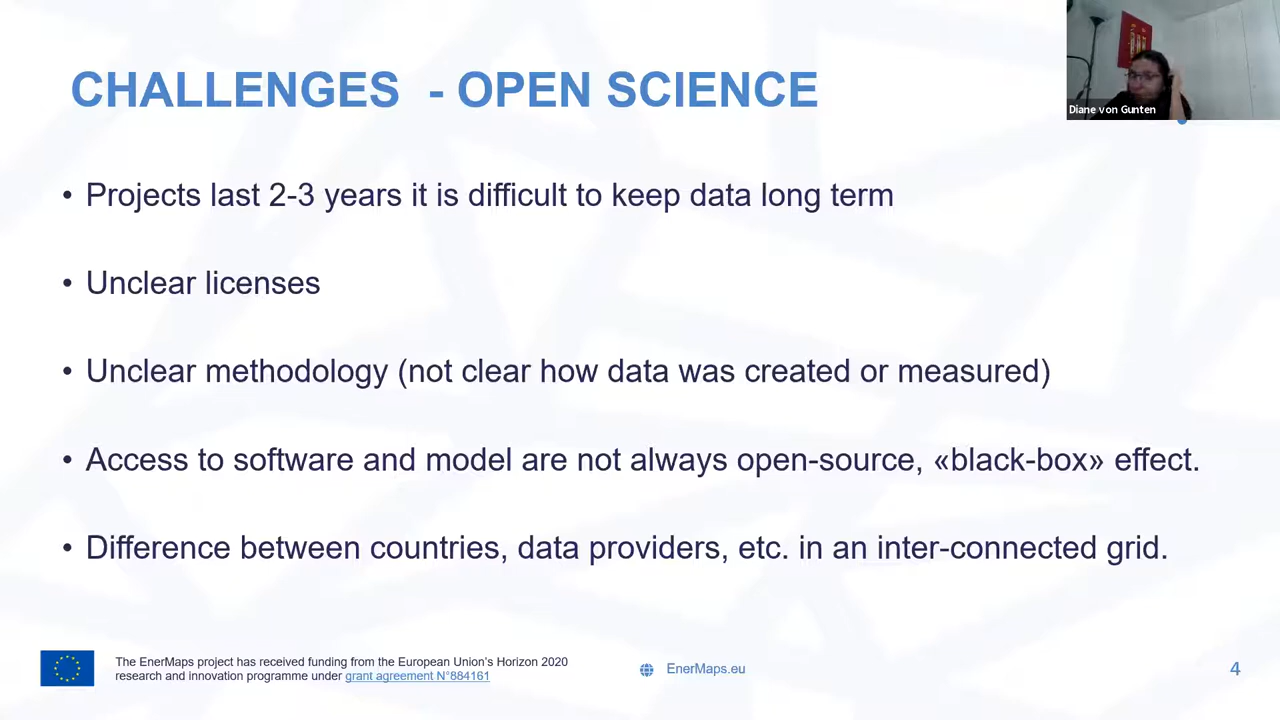 CHALLENGES - OPEN SCIENCE
Diane von Gunten
• Projects last 2-3 years it is difficult to keep data long term
• Unclear licenses
• Unclear methodology (not clear how data was created or measured)
• Access to software and model are not always open-source, «black-box» effect.
• Difference between countries, data providers, etc. in an inter-connected grid.
The EnerMaps project has received funding from the European Union's Horizon 2020
research and innovation programme under grant agreement N°884161
EnerMaps.eu
4